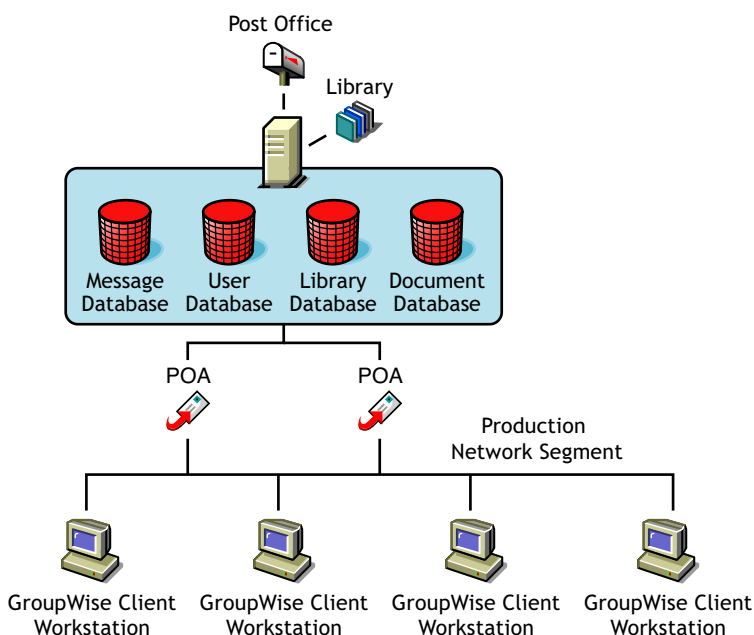 Post Office
Library
Message Database
User Database
Library Database
Document Database
POA
POA
Production
Network Segment
GroupWise Client
Workstation
GroupWise Client
Workstation
GroupWise Client
Workstation
GroupWise Client
Workstation